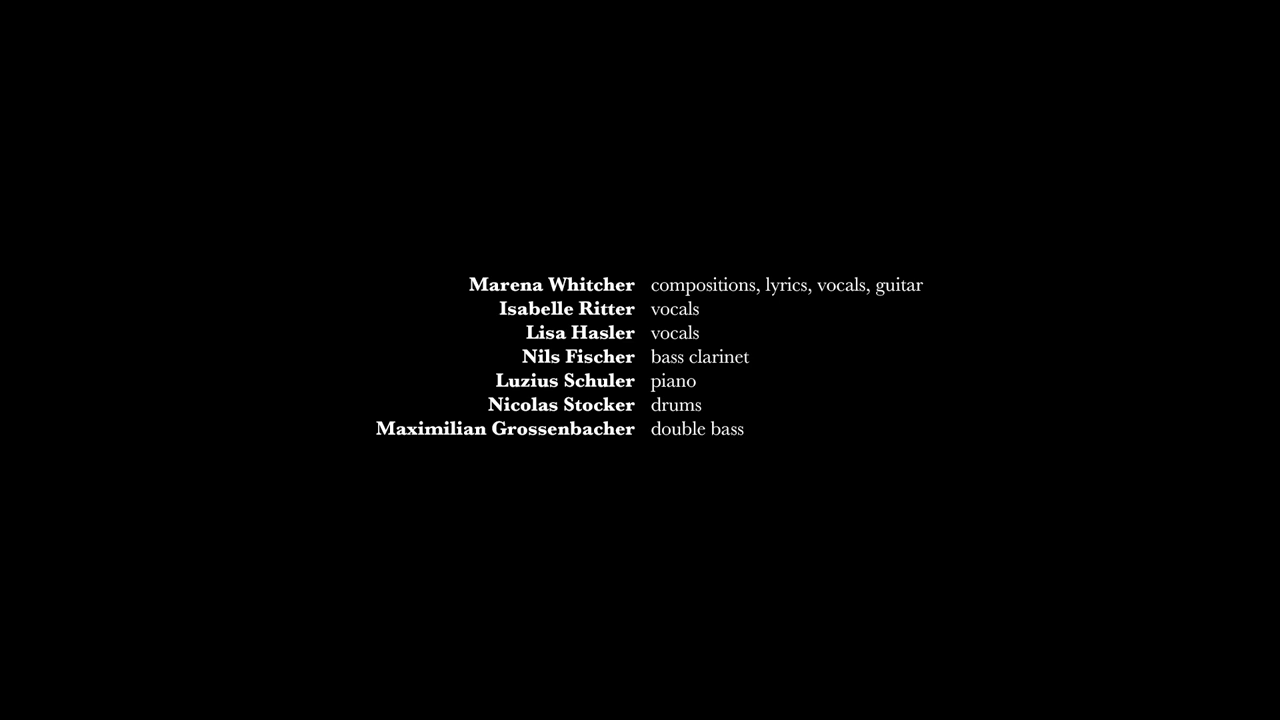 Marena Whitcher compositions, lyrics, vocals, guitar
Isabelle Ritter vocals
Lisa Hasler vocals
Nils Fischer bass clarinet
Luzius Schuler piano
Nicolas Stocker drums
Maximilian Grossenbacher double bass